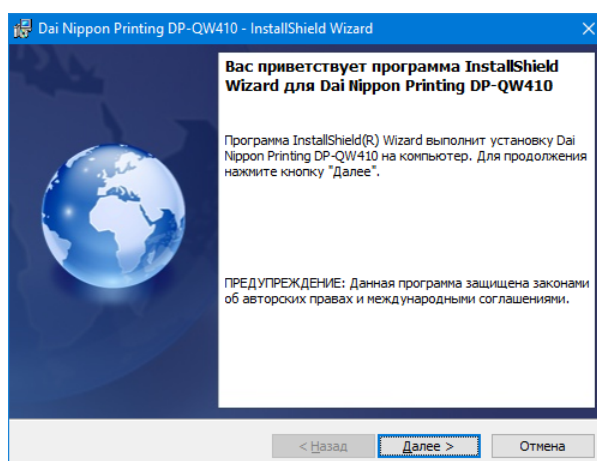 Dai Nippon Printing DP-QW410 - InstallShield Wizard
Вас приветствует программа InstallShield
Wizard для Dai Nippon Printing DP-QW410
Программа InstallShield(R) Wizard выполнит установку Dai
Nippon Printing DP-QW410 на компьютер. Для продолжения
нажмите кнопку "Далее".
ПРЕДУПРЕЖДЕНИЕ: Данная программа защищена законами
об авторских правах и международными соглашениями.
< Назад
Далее >
Отмена